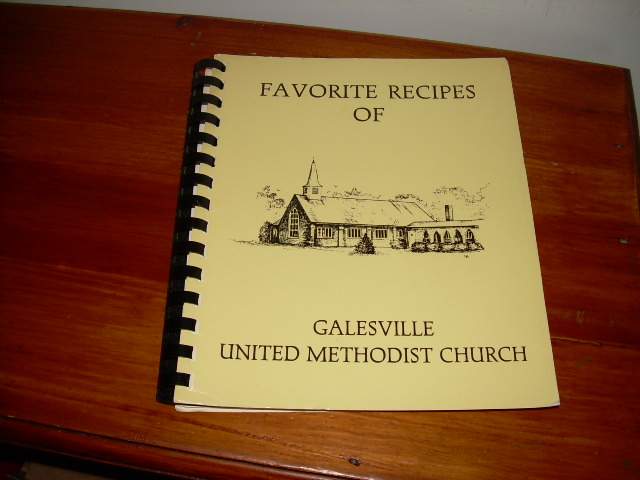 FAVORITE RECIPES
OF
GALESVILLE
UNITED METHODIST CHURCH